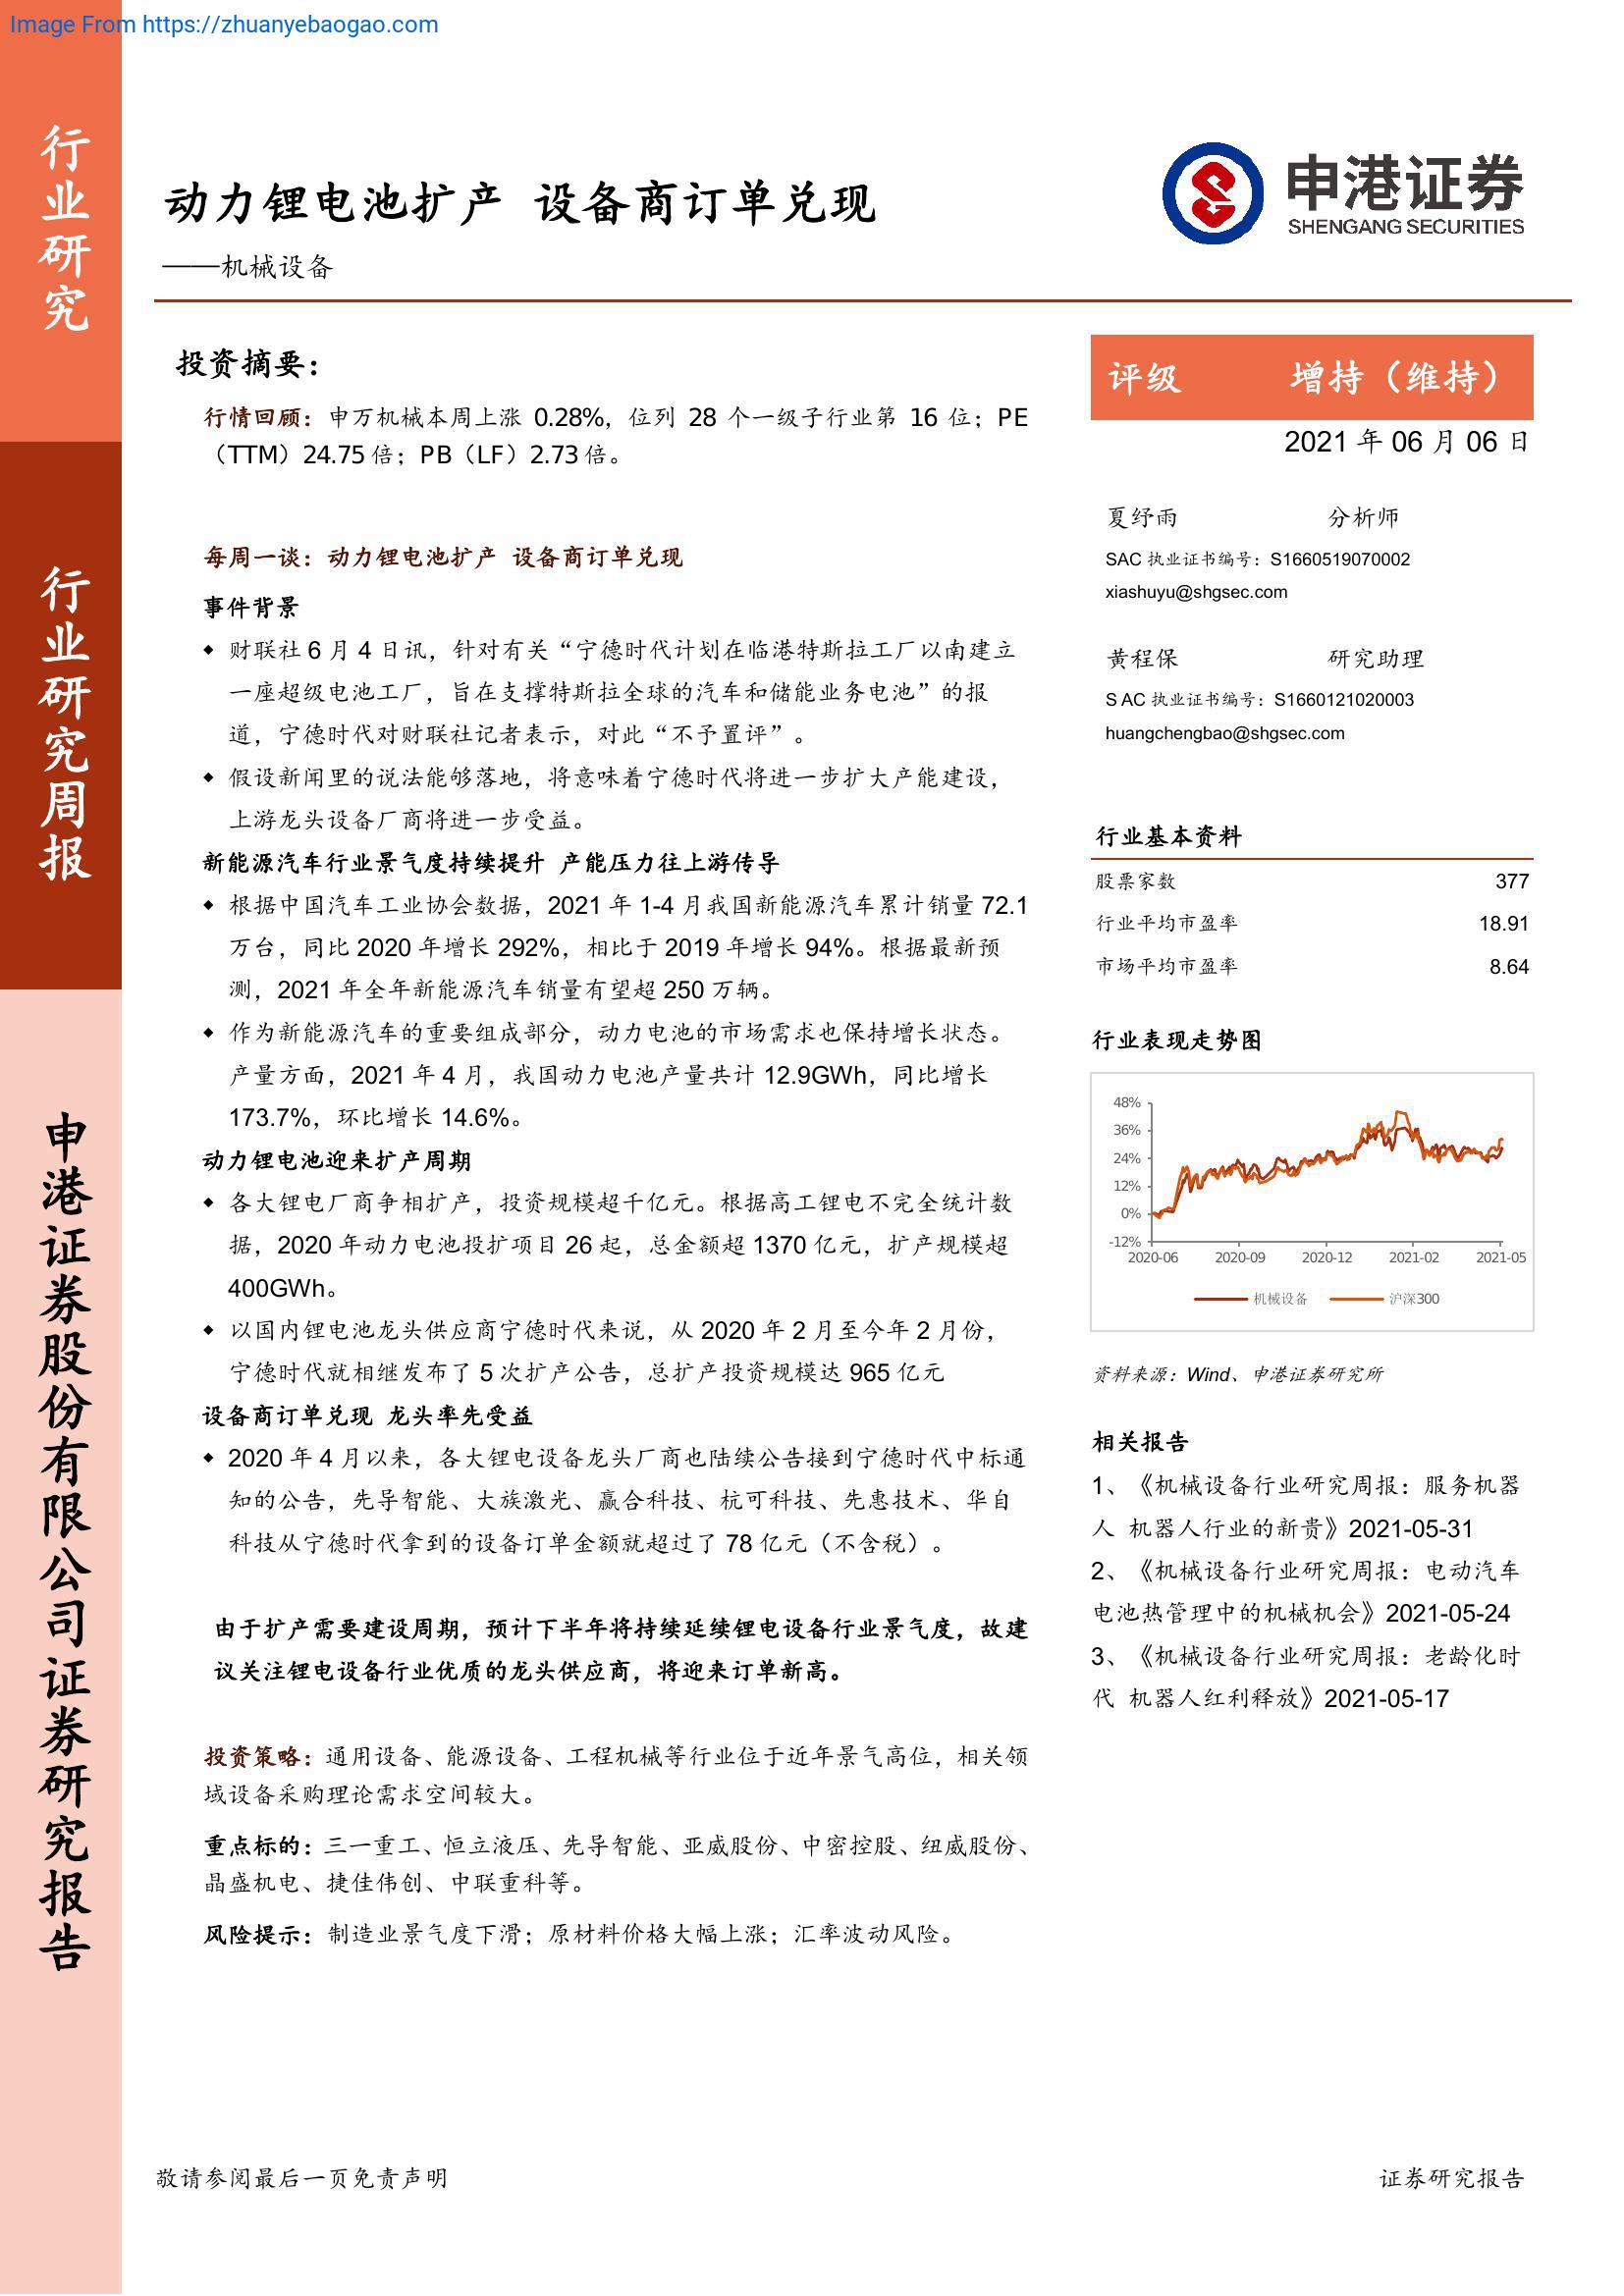 Image From https://zhuanyebaogao.com
行业研究
行业研究周报
申港证券股份有限公司证券研究报告
动力锂电池扩产 设备商订单兑现
——机械设备
申港证券
SHENGANG SECURITIES
投资摘要：
行情回顾：申万机械本周上涨 0.28%，位列 28 个一级子行业第 16 位；PE
（TTM）24.75 倍；PB（LF）2.73 倍。
每周一谈：动力锂电池扩产 设备商订单兑现
事件背景
◆ 财联社 6 月 4 日讯，针对有关“宁德时代计划在临港特斯拉工厂以南建立
一座超级电池工厂，旨在支撑特斯拉全球的汽车和储能业务电池”的报
道，宁德时代对财联社记者表示，对此“不予置评”。
◆ 假设新闻里的说法能够落地，将意味着宁德时代将进一步扩大产能建设，
上游龙头设备厂商将进一步受益。
新能源汽车行业景气度持续提升 产能压力往上游传导
◆ 根据中国汽车工业协会数据，2021 年 1-4 月我国新能源汽车累计销量 72.1
万台，同比 2020 年增长 292%，相比于 2019 年增长 94%。根据最新预
测，2021 年全年新能源汽车销量有望超 250 万辆。
◆ 作为新能源汽车的重要组成部分，动力电池的市场需求也保持增长状态。
产量方面，2021 年 4 月，我国动力电池产量共计 12.9GWh，同比增长
173.7%，环比增长 14.6%。
动力锂电池迎来扩产周期
◆ 各大锂电厂商争相扩产，投资规模超千亿元。根据高工锂电不完全统计数
据，2020 年动力电池投扩项目 26 起，总金额超 1370 亿元，扩产规模超
400GWh。
◆ 以国内锂电池龙头供应商宁德时代来说，从 2020 年 2 月至今年 2 月份，
宁德时代就相继发布了 5 次扩产公告，总扩产投资规模达 965 亿元
设备商订单兑现 龙头率先受益
◆ 2020 年 4 月以来，各大锂电设备龙头厂商也陆续公告接到宁德时代中标通
知的公告，先导智能、大族激光、赢合科技、杭可科技、先惠技术、华自
科技从宁德时代拿到的设备订单金额就超过了 78 亿元（不含税）。
由于扩产需要建设周期，预计下半年将持续延续锂电设备行业景气度，故建
议关注锂电设备行业优质的龙头供应商，将迎来订单新高。
投资策略：通用设备、能源设备、工程机械等行业位于近年景气高位，相关领
域设备采购理论需求空间较大。
重点标的：三一重工、恒立液压、先导智能、亚威股份、中密控股、纽威股份、
晶盛机电、捷佳伟创、中联重科等。
风险提示：制造业景气度下滑；原材料价格大幅上涨；汇率波动风险。
评级 增持（维持）
2021 年 06 月 06 日
夏纾雨 分析师
SAC 执业证书编号：S1660519070002
xiashuyu@shgsec.com
黄程保 研究助理
S AC 执业证书编号：S1660121020003
huangchengbao@shgsec.com
行业基本资料
股票家数 377
行业平均市盈率 18.91
市场平均市盈率 8.64
行业表现走势图
48%
36%
24%
12%
0%
-12%
2020-06 2020-09 2020-12 2021-02 2021-05
机械设备 沪深300
资料来源：Wind、申港证券研究所
相关报告
1、《机械设备行业研究周报：服务机器
人 机器人行业的新贵》2021-05-31
2、《机械设备行业研究周报：电动汽车
电池热管理中的机械机会》2021-05-24
3、《机械设备行业研究周报：老龄化时
代 机器人红利释放》2021-05-17
敬请参阅最后一页免责声明 证券研究报告